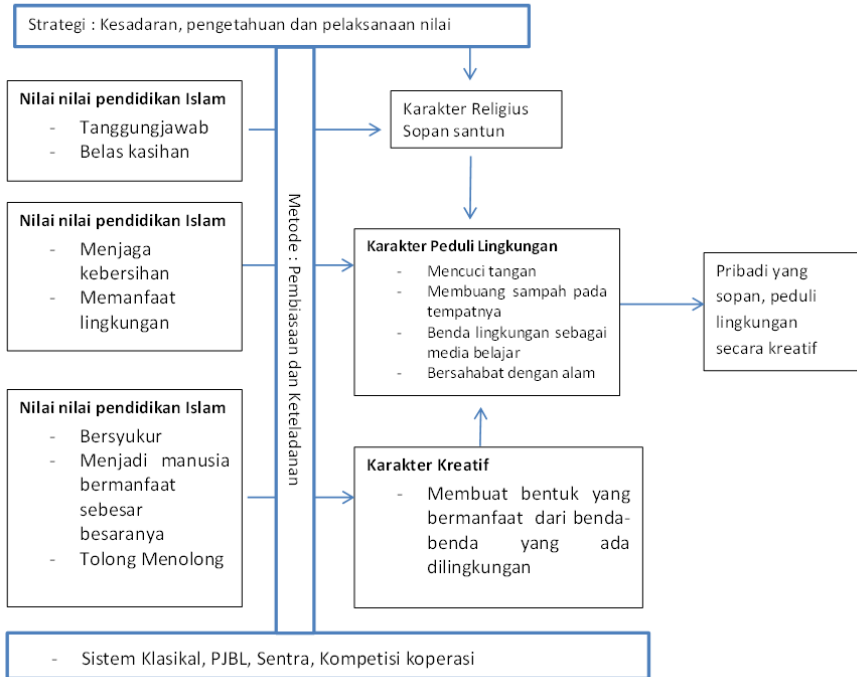 Strategi : Kesadaran, pengetahuan dan pelaksanaan nilai
Nilai nilai pendidikan Islam
- Tanggungjawab
- Belas kasihan
Karakter Religius
Sopan santun
Metode : Pembiasaan dan Keteladanan
Nilai nilai pendidikan Islam
- Menjaga
kebersihan
- Memanfaat
lingkungan
Karakter Peduli Lingkungan
- Mencuci tangan
- Membuang sampah pada
tempatnya
- Benda lingkungan sebagai
media belajar
- Bersahabat dengan alam
Pribadi yang
sopan, peduli
lingkungan
secara kreatif
Nilai nilai pendidikan Islam
- Bersyukur
- Menjadi manusia
bermanfaat
sebesar
besaranya
- Tolong Menolong
Karakter Kreatif
- Membuat bentuk yang
bermanfaat dari benda-
benda yang ada
dilingkungan
- Sistem Klasikal, PJBL, Sentra, Kompetisi koperasi